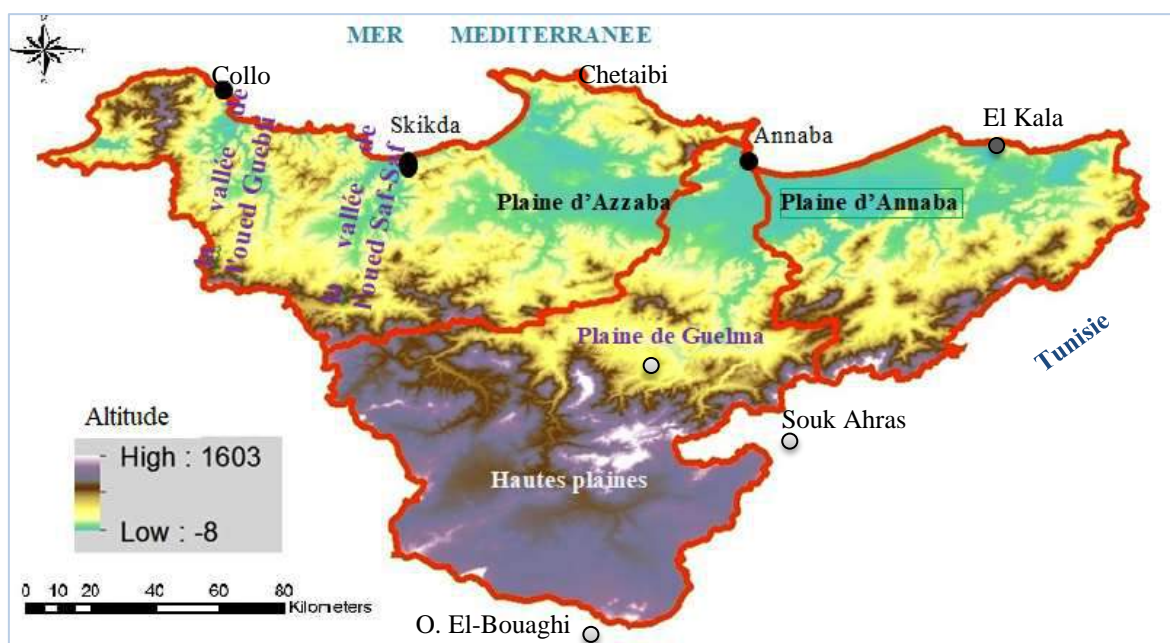 MER MEDITERRANEE
Collo
Chetaibi
Skikda
Annaba
El Kala
la vallée de
l'oued Guebli
la vallée de
l'oued Saf-Saf
Plaine d'Azzaba
Plaine d'Annaba
Plaine de Guelma
Tunisie
Souk Ahras
Altitude
High : 1603
Low : -8
Hautes plaines
0 10 20 40 60 80
Kilometers
O. El-Bouaghi